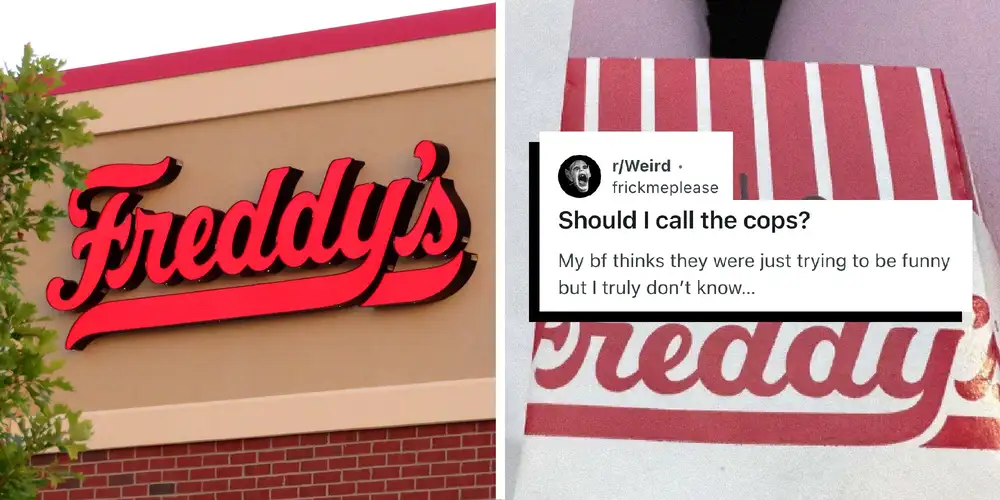 Freddy's
r/Weird •
frickmeplease
Should I call the cops?
My bf thinks they were just trying to be funny
but I truly don't know...
Freddy's